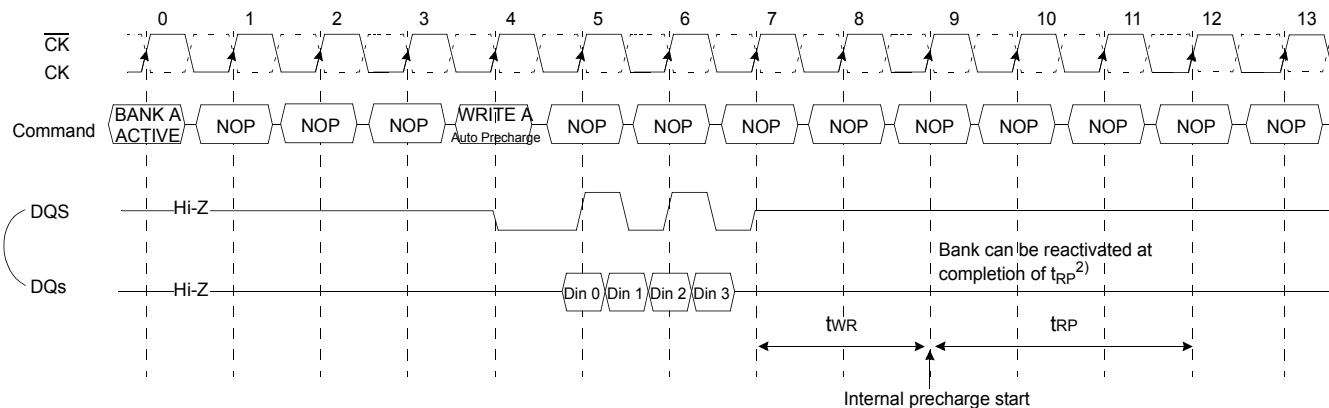 0 1 2 3 4 5 6 7 8 9 10 11 12 13
CK
CK
Command
BANK A
ACTIVE
NOP
NOP
NOP
WRITE A
Auto Precharge
NOP
NOP
NOP
NOP
NOP
NOP
NOP
NOP
NOP
DQS
Hi-Z
Bank can be reactivated at
completion of tRP2)
DQs
Hi-Z
Din 0 Din 1 Din 2 Din 3
tWR
tRP
Internal precharge start